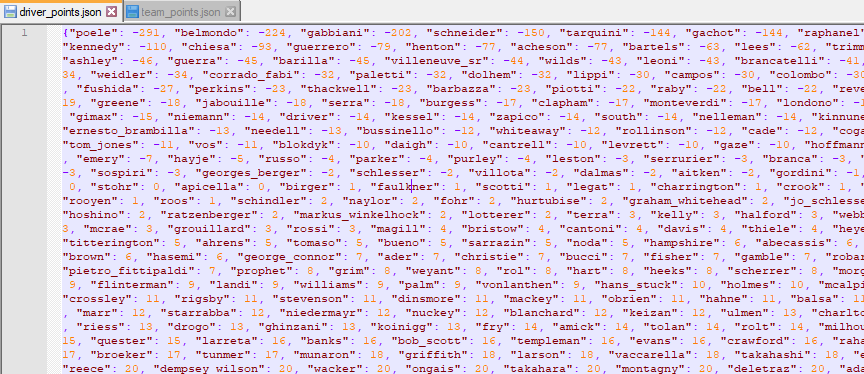 driver_points.json team_points.json
1 {"poele": -291, "belmondo": -224, "gabbiani": -202, "schneider": -150, "tarquini": -144, "gachot": -144, "raphanel"
"kennedy": -110, "chiesa": -93, "guerrero": -79, "henton": -77, "acheson": -77, "bartels": -63, "lees": -62, "trimm
"ashley": -46, "guerra": -45, "barilla": -45, "villeneuve_sr": -44, "wilds": -43, "leoni": -43, "brancatelli": -41,
34, "weidler": -34, "corrado_fabi": -32, "paletti": -32, "dolhem": -32, "lippi": -30, "campos": -30, "colombo": -30
, "fushida": -27, "perkins": -23, "thackwell": -23, "barbazza": -23, "piotti": -22, "raby": -22, "bell": -22, "reve
19, "greene": -18, "jabouille": -18, "serra": -18, "burgess": -17, "clapham": -17, "monteverdi": -17, "londono": -
"gimax": -15, "niemann": -14, "driver": -14, "kessel": -14, "zapico": -14, "south": -14, "nelleman": -14, "kinnune
"ernesto_brambilla": -13, "needell": -13, "bussinello": -12, "whiteaway": -12, "rollinson": -12, "cade": -12, "coga
"tom_jones": -11, "vos": -11, "blokdyk": -10, "daigh": -10, "cantrell": -10, "levrett": -10, "gaze": -10, "hoffmann
, "emery": -7, "hayje": -5, "russo": -4, "parker": -4, "purley": -4, "leston": -3, "serrurier": -3, "branca": -3,
-3, "sospiri": -3, "georges_berger": -2, "schlesser": -2, "villota": -2, "dalmas": -2, "aitken": -2, "gordini": -1
0, "stohr": 0, "apicella": 0, "birger": 1, "faulkner": 1, "scotti": 1, "legat": 1, "charrington": 1, "crook": 1,
rooyen": 1, "roos": 1, "schindler": 2, "naylor": 2, "fohr": 2, "hurtubise": 2, "graham_whitehead": 2, "jo_schlesse
"hoshino": 2, "ratzenberger": 2, "markus_winkelhock": 2, "lotterer": 2, "terra": 3, "kelly": 3, "halford": 3, "webb
3, "mcrae": 3, "grouillard": 3, "rossi": 3, "magill": 4, "bristow": 4, "cantoni": 4, "davis": 4, "thiele": 4, "heye
"titterington": 5, "ahrens": 5, "tomaso": 5, "bueno": 5, "sarrazin": 5, "noda": 5, "hampshire": 6, "abecassis": 6,
brown": 6, "hasemi": 6, "george_connor": 7, "ader": 7, "christie": 7, "bucci": 7, "fisher": 7, "gamble": 7, "robar
"pietro_fittipaldi": 7, "prophet": 8, "grim": 8, "weyant": 8, "rol": 8, "hart": 8, "heeks": 8, "scherrer": 8, "morg
9, "flinterman": 9, "landi": 9, "williams": 9, "palm": 9, "vonlanthen": 9, "hans_stuck": 10, "holmes": 10, "mcalpi
"crossley": 11, "rigsby": 11, "stevenson": 11, "dinsmore": 11, "mackey": 11, "obrien": 11, "hahne": 11, "balsa": 11
, "marr": 12, "starrabba": 12, "niedermayr": 12, "nuckey": 12, "blanchard": 12, "keizan": 12, "ulmen": 13, "charlto
, "riess": 13, "drogo": 13, "ghinzani": 13, "koinigg": 13, "fry": 14, "amick": 14, "tolan": 14, "rolt": 14, "milhou
15, "quester": 15, "larreta": 16, "banks": 16, "bob_scott": 16, "templeman": 16, "evans": 16, "crawford": 16, "raha
17, "broeker": 17, "tunmer": 17, "munaron": 18, "griffith": 18, "larson": 18, "vaccarella": 18, "takahashi": 18, "
reece": 20, "dempsey_wilson": 20, "wacker": 20, "ongais": 20, "takahara": 20, "montagny": 20, "deletraz": 20, "ade